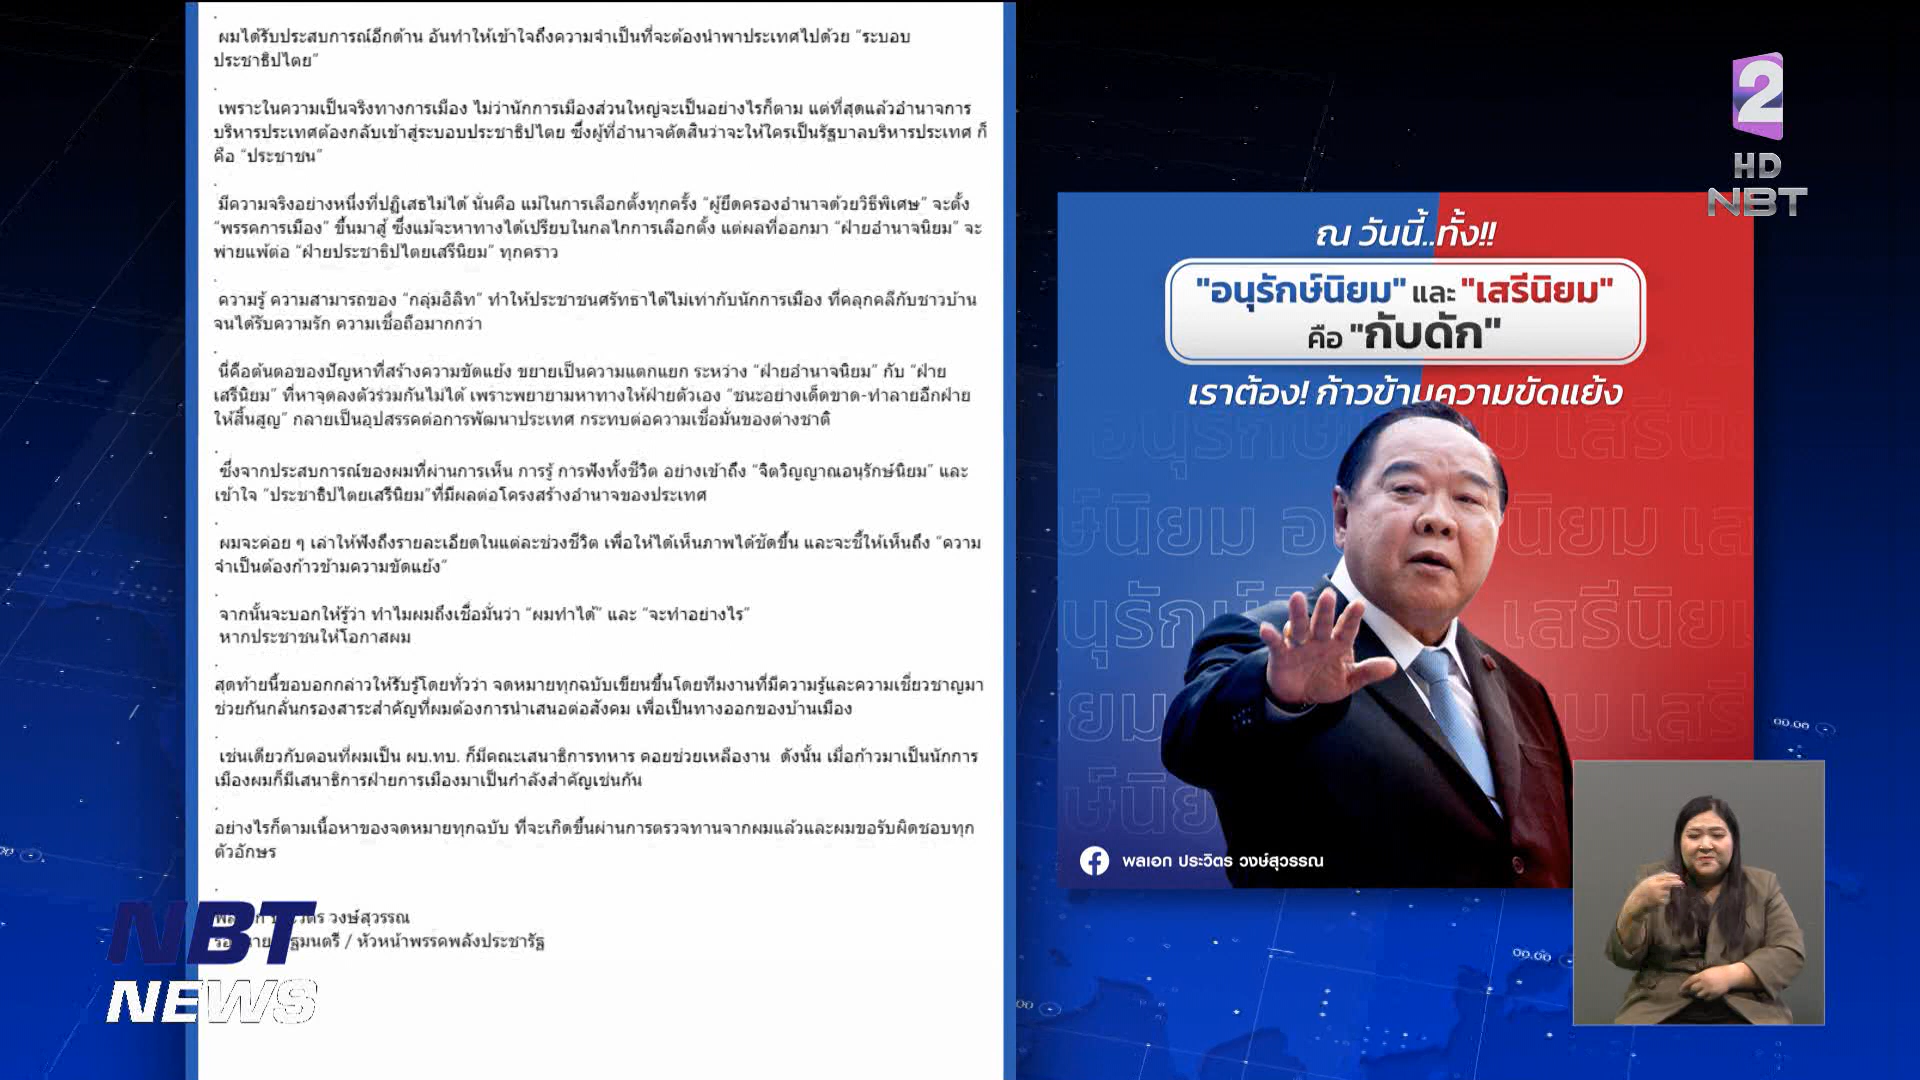 ผมได้รับประสบการณ์อีกด้าน อันทำให้เข้าใจถึงความจำเป็นที่จะต้องนำพาประเทศไปด้วย “ระบอบ
ประชาธิปไตย”
.
เพราะในความเป็นจริงทางการเมือง ไม่ว่านักการเมืองส่วนใหญ่จะเป็นอย่างไรก็ตาม แต่ที่สุดแล้วอำนาจการ
บริหารประเทศต้องกลับเข้าสู่ระบอบประชาธิปไตย ซึ่งผู้ที่อำนาจตัดสินว่าจะให้ใครเป็นรัฐบาลบริหารประเทศ ก็
คือ “ประชาชน”
.
มีความจริงอย่างหนึ่งที่ปฏิเสธไม่ได้ นั่นคือ แม้ในการเลือกตั้งทุกครั้ง “ผู้ยึดครองอำนาจด้วยวิธีพิเศษ” จะตั้ง
“พรรคการเมือง” ขึ้นมาสู้ ซึ่งแม้จะหาทางได้เปรียบในกลไกการเลือกตั้ง แต่ผลที่ออกมา “ฝ่ายอำนาจนิยม” จะ
พ่ายแพ้ต่อ “ฝ่ายประชาธิปไตยเสรีนิยม” ทุกคราว
.
ความรู้ ความสามารถของ “กลุ่มอิลิท” ทำให้ประชาชนศรัทธาได้ไม่เท่ากับนักการเมือง ที่คลุกคลีกับชาวบ้าน
จนได้รับความรัก ความเชื่อถือมากกว่า
.
นี่คือต้นตอของปัญหาที่สร้างความขัดแย้ง ขยายเป็นความแตกแยก ระหว่าง “ฝ่ายอำนาจนิยม” กับ “ฝ่าย
เสรีนิยม” ที่หาจุดลงตัวร่วมกันไม่ได้ เพราะพยายามหาทางให้ฝ่ายตัวเอง “ชนะอย่างเด็ดขาด-ทำลายอีกฝ่าย
ให้สิ้นสูญ” กลายเป็นอุปสรรคต่อการพัฒนาประเทศ กระทบต่อความเชื่อมั่นของต่างชาติ
.
ซึ่งจากประสบการณ์ของผมที่ผ่านการเห็น การรู้ การฟังทั้งชีวิต อย่างเข้าถึง “จิตวิญญาณอนุรักษ์นิยม” และ
เข้าใจ “ประชาธิปไตยเสรีนิยม”ที่มีผลต่อโครงสร้างอำนาจของประเทศ
.
ผมจะค่อย ๆ เล่าให้ฟังถึงรายละเอียดในแต่ละช่วงชีวิต เพื่อให้ได้เห็นภาพได้ชัดขึ้น และจะชี้ให้เห็นถึง “ความ
จำเป็นต้องก้าวข้ามความขัดแย้ง”
.
จากนั้นจะบอกให้รู้ว่า ทำไมผมถึงเชื่อมั่นว่า “ผมทำได้” และ “จะทำอย่างไร”
หากประชาชนให้โอกาสผม
.
สุดท้ายนี้ขอบอกกล่าวให้รับรู้โดยทั่วว่า จดหมายทุกฉบับเขียนขึ้นโดยทีมงานที่มีความรู้และความเชี่ยวชาญมา
ช่วยกันกลั่นกรองสาระสำคัญที่ผมต้องการนำเสนอต่อสังคม เพื่อเป็นทางออกของบ้านเมือง
.
เช่นเดียวกับตอนที่ผมเป็น ผบ.ทบ. ก็มีคณะเสนาธิการทหาร คอยช่วยเหลืองาน ดังนั้น เมื่อก้าวมาเป็นนักการ
เมืองผมก็มีเสนาธิการฝ่ายการเมืองมาเป็นกำลังสำคัญเช่นกัน
.
อย่างไรก็ตามเนื้อหาของจดหมายทุกฉบับ ที่จะเกิดขึ้นผ่านการตรวจทานจากผมแล้วและผมขอรับผิดชอบทุก
ตัวอักษร
.
วงษ์สุวรรณ
/ หัวหน้าพรรคพลังประชารัฐ
NBT
NEWS
2
HD
NBT
ณ วันนี้..ทั้ง!!
"อนุรักษ์นิยม" และ "เสรีนิยม"
คือ "กับดัก"
เราต้อง! ก้าวข้ามความขัดแย้ง
พลเอก ประวิตร วงษ์สุวรรณ